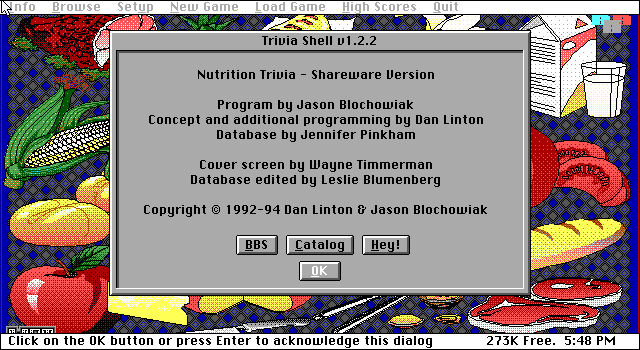 Info Browse Setup New Game Load Game High Scores Quit
Trivia Shell v1.2.2
Nutrition Trivia - Shareware Version
Program by Jason Blochowiak
Concept and additional programming by Dan Linton
Database by Jennifer Pinkham
Cover screen by Wayne Timmerman
Database edited by Leslie Blumenberg
Copyright © 1992-94 Dan Linton & Jason Blochowiak
BBS Catalog Hey!
OK
Click on the OK button or press Enter to acknowledge this dialog 273K Free. 5:48 PM